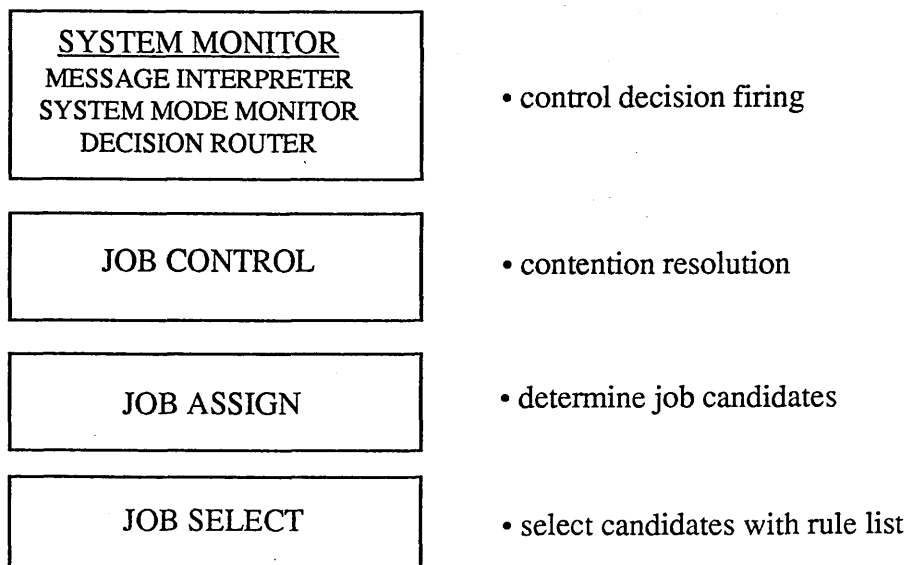 SYSTEM MONITOR
MESSAGE INTERPRETER
SYSTEM MODE MONITOR
DECISION ROUTER
• control decision firing
JOB CONTROL
• contention resolution
JOB ASSIGN
• determine job candidates
JOB SELECT
• select candidates with rule list